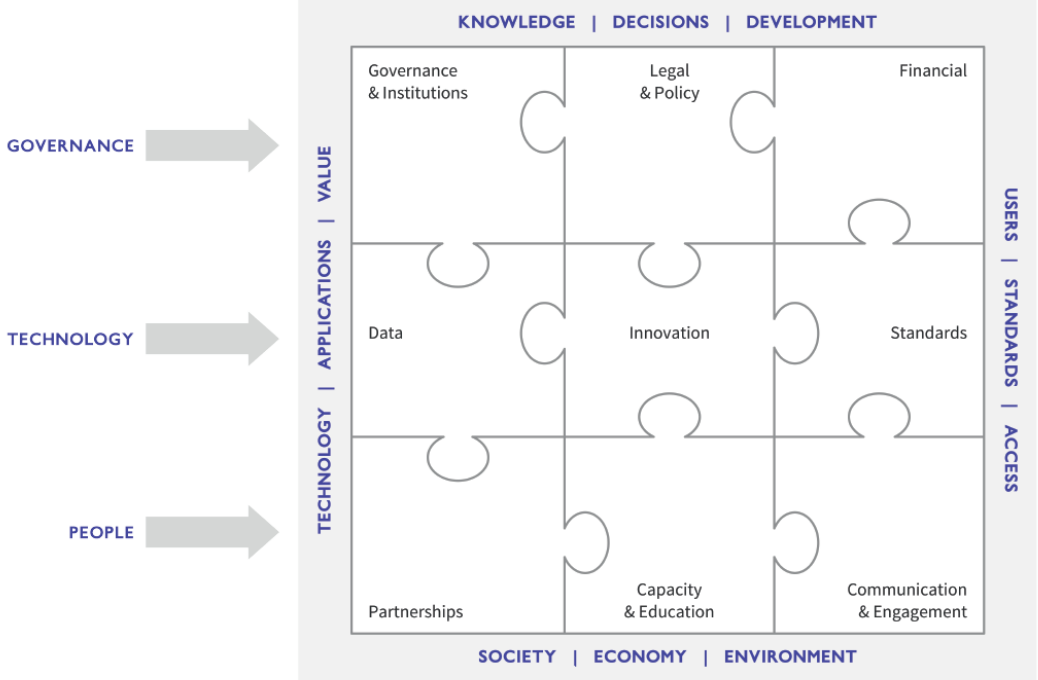 KNOWLEDGE | DECISIONS | DEVELOPMENT
Governance
& Institutions
Legal
& Policy
Financial
GOVERNANCE
TECHNOLOGY | APPLICATIONS | VALUE
USERS | STANDARDS | ACCESS
TECHNOLOGY
Data
Innovation
Standards
PEOPLE
Partnerships
Capacity
& Education
Communication
& Engagement
SOCIETY | ECONOMY | ENVIRONMENT